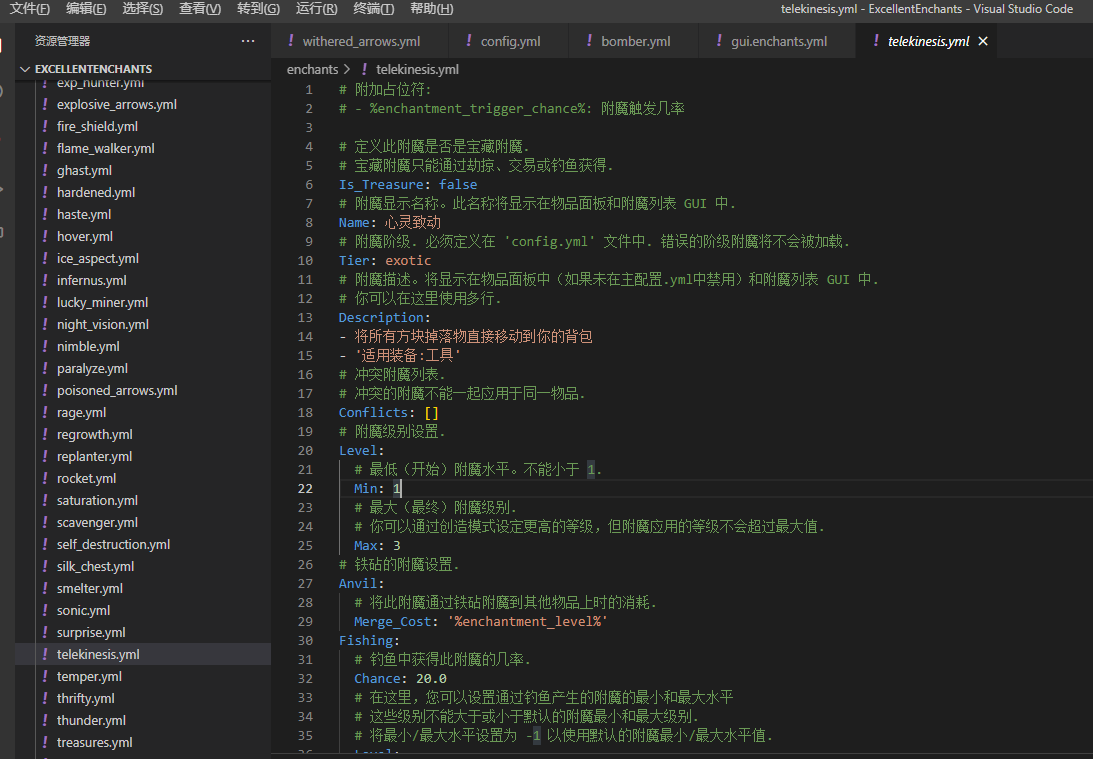 文件(F) 编辑(E) 选择(S) 查看(V) 转到(G) 运行(R) 终端(T) 帮助(H) telekinesis.yml - ExcellentEnchants - Visual Studio Code
资源管理器 ···
EXCELLENTENCHANTS
! exp_hunter.yml
! explosive_arrows.yml
! fire_shield.yml
! flame_walker.yml
! ghast.yml
! hardened.yml
! haste.yml
! hover.yml
! ice_aspect.yml
! infernus.yml
! lucky_miner.yml
! night_vision.yml
! nimble.yml
! paralyze.yml
! poisoned_arrows.yml
! rage.yml
! regrowth.yml
! replanter.yml
! rocket.yml
! saturation.yml
! scavenger.yml
! self_destruction.yml
! silk_chest.yml
! smelter.yml
! sonic.yml
! surprise.yml
! telekinesis.yml
! temper.yml
! thrifty.yml
! thunder.yml
! treasures.yml
! withered_arrows.yml ! config.yml ! bomber.yml ! gui.enchants.yml ! telekinesis.yml ×
enchants > ! telekinesis.yml
1 # 附加占位符:
2 # - %enchantment_trigger_chance%: 附魔触发几率
3
4 # 定义此附魔是否是宝藏附魔.
5 # 宝藏附魔只能通过劫掠、交易或钓鱼获得.
6 Is_Treasure: false
7 # 附魔显示名称。此名称将显示在物品面板和附魔列表 GUI 中.
8 Name: 心灵致动
9 # 附魔阶级. 必须定义在 'config.yml' 文件中. 错误的阶级附魔将不会被加载.
10 Tier: exotic
11 # 附魔描述。将显示在物品面板中（如果未在主配置.yml中禁用）和附魔列表 GUI 中.
12 # 你可以在这里使用多行.
13 Description:
14 - 将所有方块掉落物直接移动到你的背包
15 - '适用装备:工具'
16 # 冲突附魔列表.
17 # 冲突的附魔不能一起应用于同一物品.
18 Conflicts: []
19 # 附魔级别设置.
20 Level:
21 # 最低（开始）附魔水平。不能小于 1.
22 Min: 1
23 # 最大（最终）附魔级别.
24 # 你可以通过创造模式设定更高的等级，但附魔应用的等级不会超过最大值.
25 Max: 3
26 # 铁砧的附魔设置.
27 Anvil:
28 # 将此附魔通过铁砧附魔到其他物品上时的消耗.
29 Merge_Cost: '%enchantment_level%'
30 Fishing:
31 # 钓鱼中获得此附魔的几率.
32 Chance: 20.0
33 # 在这里，您可以设置通过钓鱼产生的附魔的最小和最大水平
34 # 这些级别不能大于或小于默认的附魔最小和最大级别.
35 # 将最小/最大水平设置为 -1 以使用默认的附魔最小/最大水平值.
36 Level: